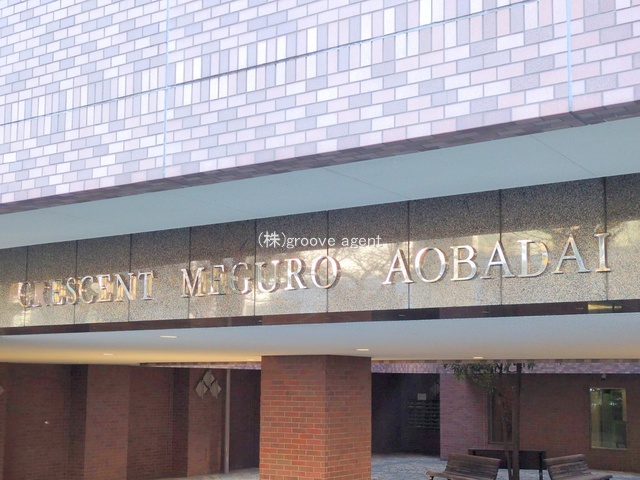 (株)groove agent
CRESCENT MEGURO AOBADAI